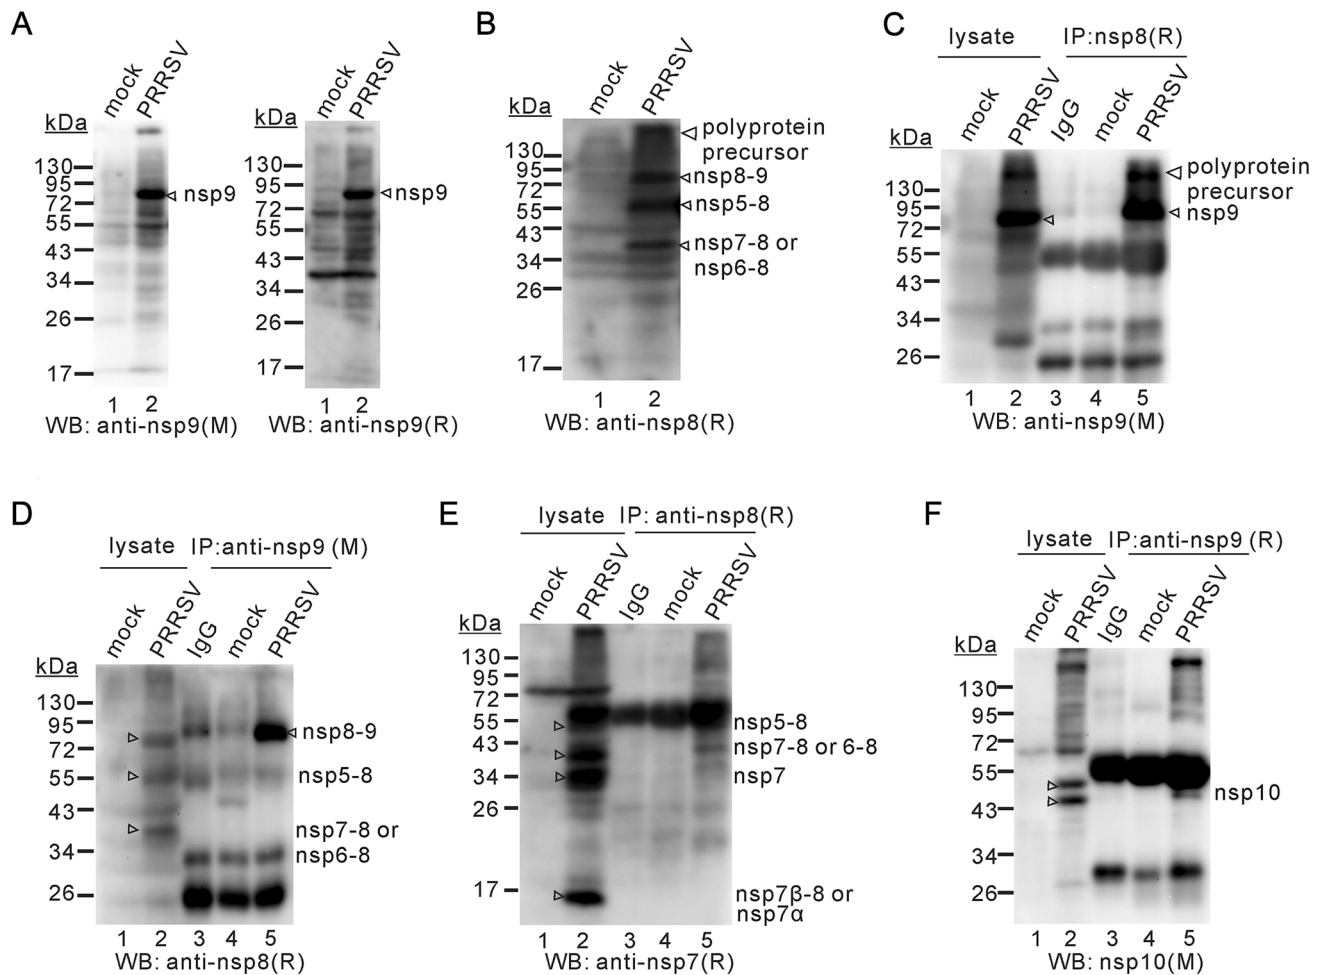 A
mock
PRRSV
kDa
130
95
72
55
43
34
26
17
nsp9
1 2
WB: anti-nsp9(M)
mock
PRRSV
kDa
130
95
72
55
43
34
26
17
nsp9
1 2
WB: anti-nsp9(R)
B
mock
PRRSV
kDa
130
95
72
55
43
34
26
17
polyprotein
precursor
nsp8-9
nsp5-8
nsp7-8 or
nsp6-8
1 2
WB: anti-nsp8(R)
C
lysate IP:nsp8(R)
mock
PRRSV
IgG
mock
PRRSV
kDa
130
95
72
55
43
34
26
polyprotein
precursor
nsp9
1 2 3 4 5
WB: anti-nsp9(M)
D
lysate IP:anti-nsp9 (M)
mock
PRRSV
IgG
mock
PRRSV
kDa
130
95
72
55
43
34
26
nsp8-9
nsp5-8
nsp7-8 or
nsp6-8
1 2 3 4 5
WB: anti-nsp8(R)
E
lysate IP: anti-nsp8(R)
mock
PRRSV
IgG
mock
PRRSV
kDa
130
95
72
55
43
34
26
17
nsp5-8
nsp7-8 or 6-8
nsp7
nsp7β-8 or
nsp7α
1 2 3 4 5
WB: anti-nsp7(R)
F
lysate IP:anti-nsp9 (R)
mock
PRRSV
IgG
mock
PRRSV
kDa
130
95
72
55
43
34
26
nsp10
1 2 3 4 5
WB: nsp10(M)